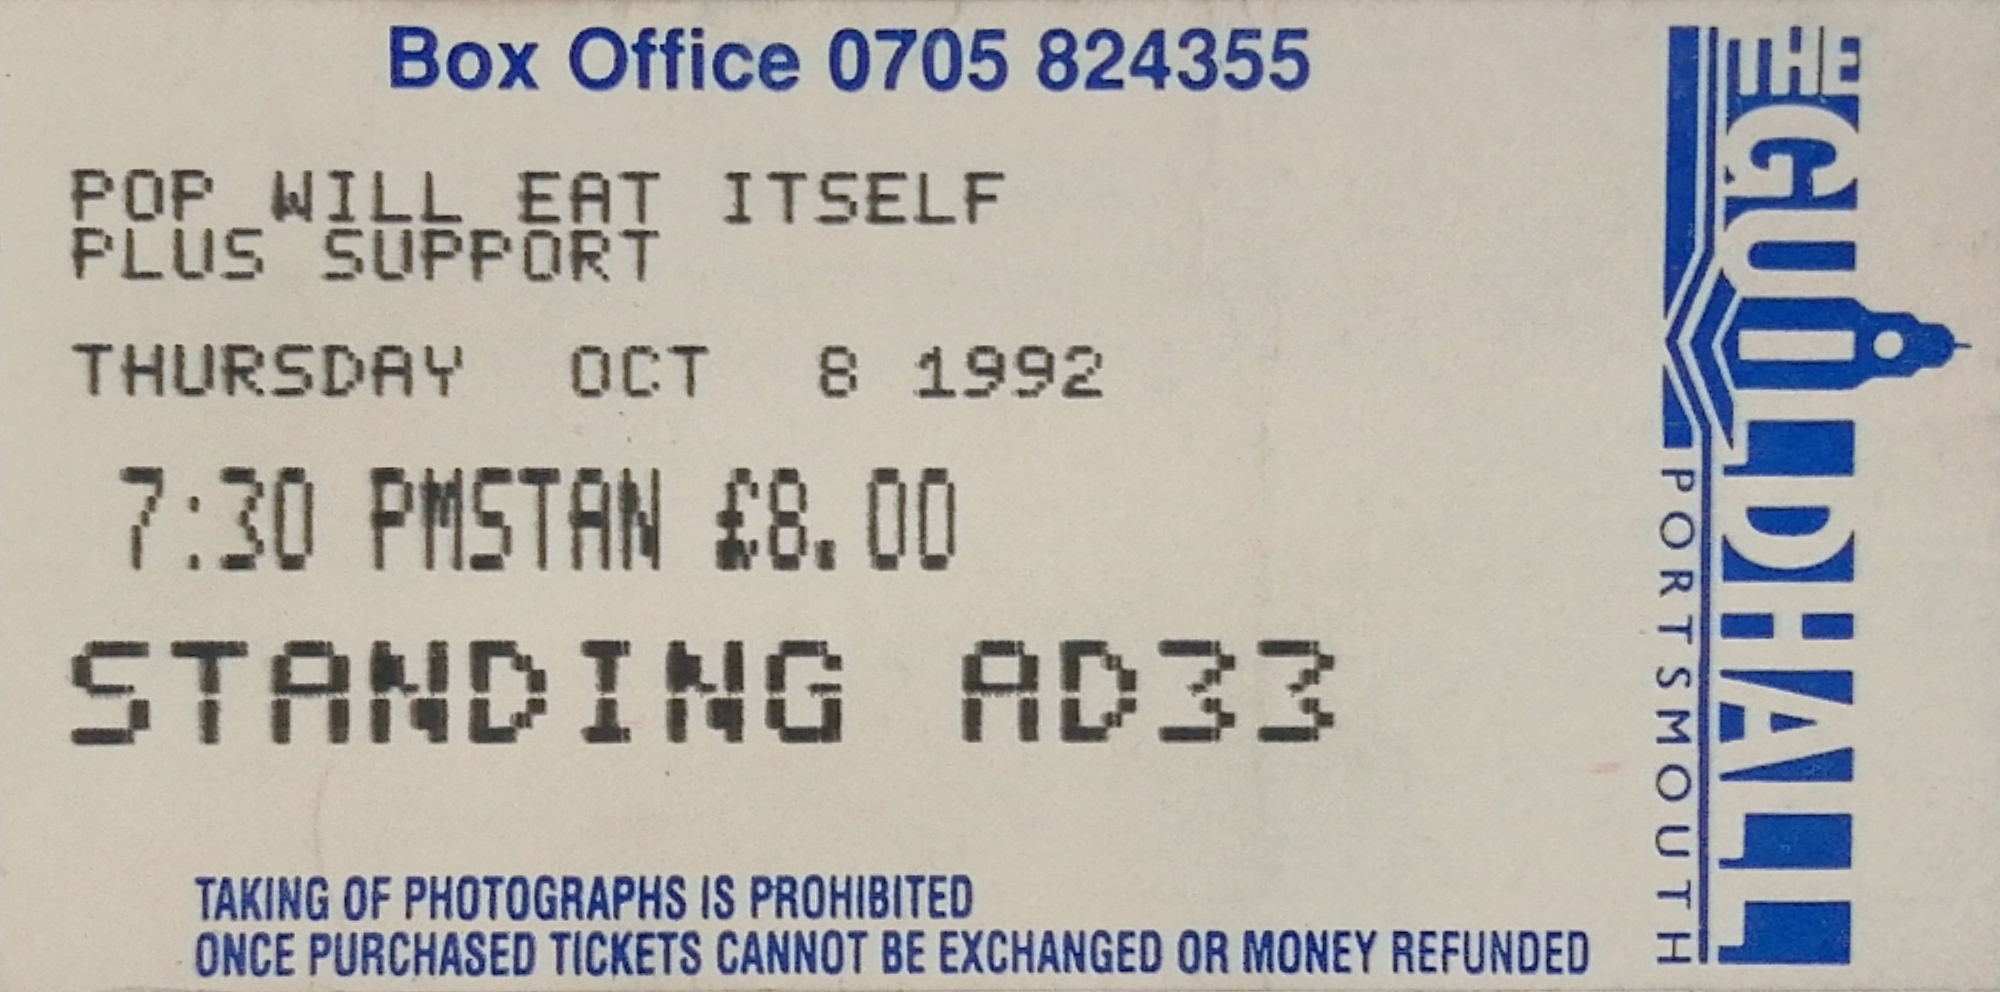 Box Office 0705 824355
POP WILL EAT ITSELF
PLUS SUPPORT
THURSDAY OCT 8 1992
7:30 PMSTAN £8.00
STANDING AD33
TAKING OF PHOTOGRAPHS IS PROHIBITED
ONCE PURCHASED TICKETS CANNOT BE EXCHANGED OR MONEY REFUNDED
THE GUILDHALL
PORTSMOUTH